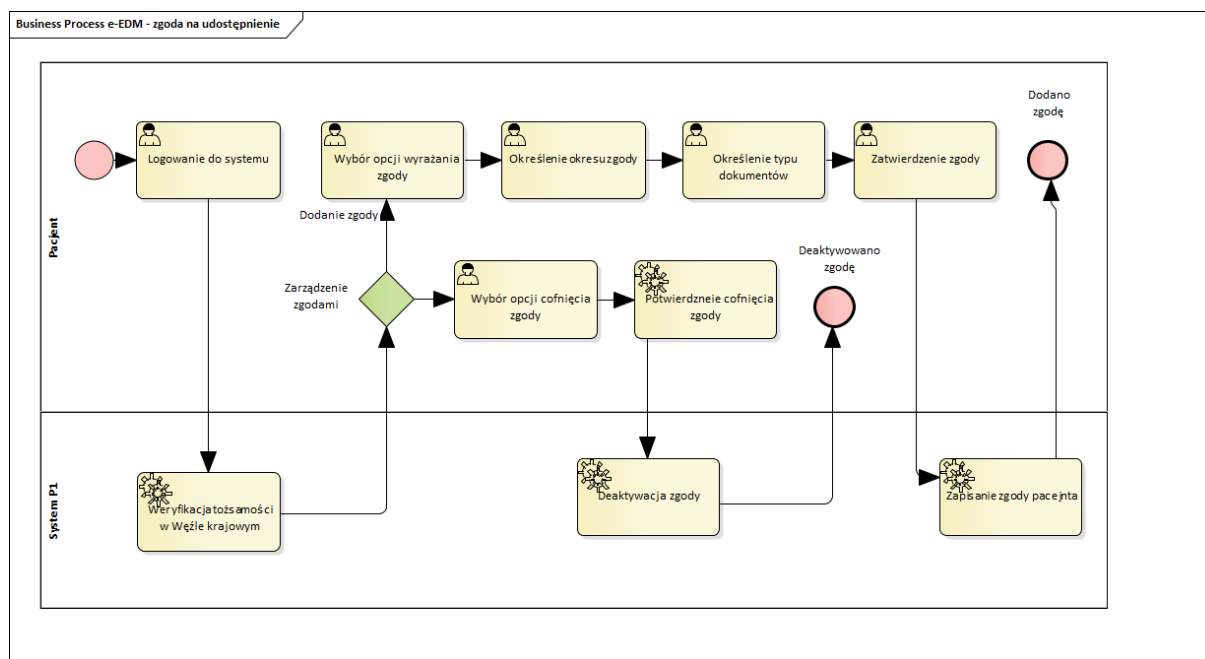 Business Process e-EDM - zgoda na udostępnienie
Pacjent
Logowanie do systemu
Wybór opcji wyrażania
zgody
Określenie okresu zgody
Określenie typu
dokumentów
Zatwierdzenie zgody
Dodano
zgodę
Dodanie zgody
Zarządzenie
zgodami
Wybór opcji cofnięcia
zgody
Potwierdzneie cofnięcia
zgody
Deaktywowano
zgodę
System P1
Weryfikacja tożsamości
w Węźle krajowym
Deaktywacja zgody
Zapisanie zgody pacejnta